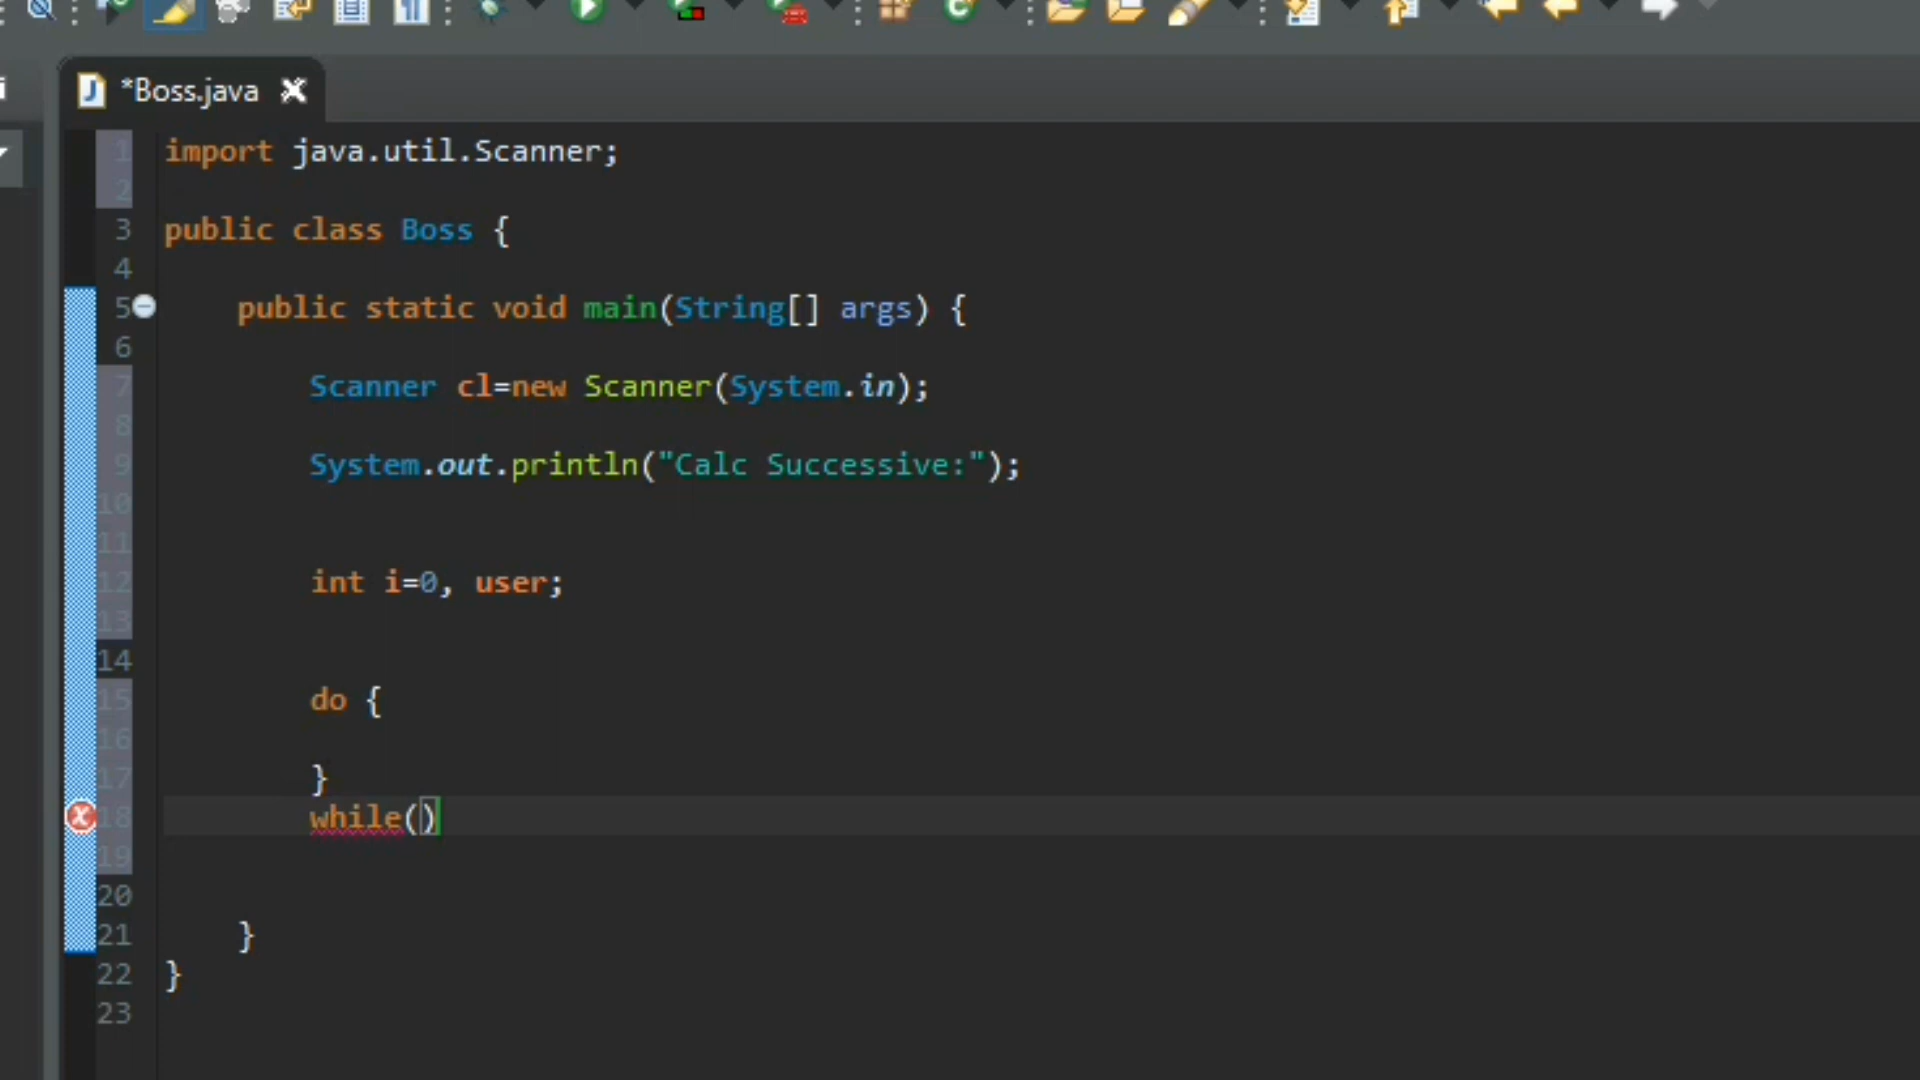 *Boss.java
1 import java.util.Scanner;
2
3 public class Boss {
4
5 public static void main(String[] args) {
6
7 Scanner cl=new Scanner(System.in);
8
9 System.out.println("Calc Successive:");
10
11
12 int i=0, user;
13
14
15 do {
16
17 }
18 while()
19
20
21 }
22 }
23